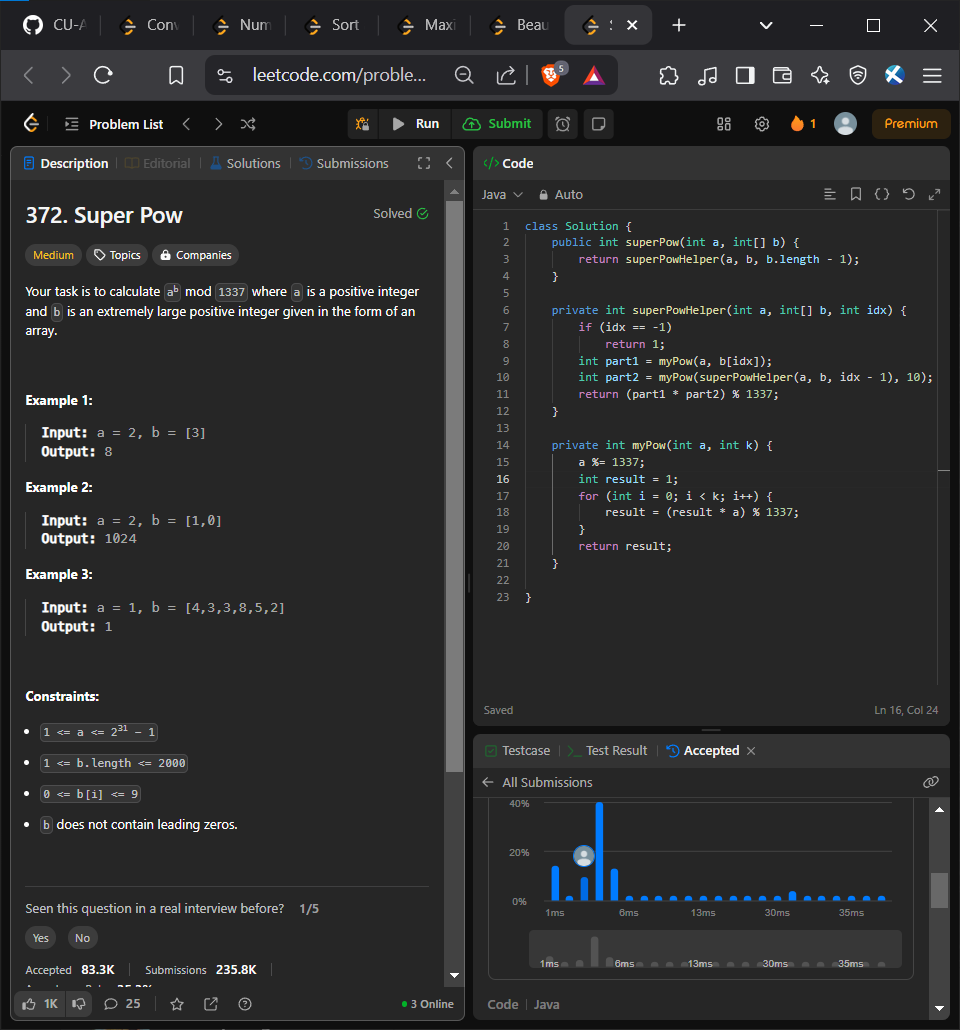 CU-A
Conv
Num
Sort
Maxi
Beau
leetcode.com/proble...
5
Problem List
Run
Submit
1
Premium
Description
Editorial
Solutions
Submissions
372. Super Pow
Solved
Medium
Topics
Companies
Your task is to calculate aᵇ mod 1337 where a is a positive integer
and b is an extremely large positive integer given in the form of an
array.
Example 1:
Input: a = 2, b = [3]
Output: 8
Example 2:
Input: a = 2, b = [1,0]
Output: 1024
Example 3:
Input: a = 1, b = [4,3,3,8,5,2]
Output: 1
Constraints:
• 1 <= a <= 2³¹ - 1
• 1 <= b.length <= 2000
• 0 <= b[i] <= 9
• b does not contain leading zeros.
Seen this question in a real interview before? 1/5
Yes No
Accepted 83.3K Submissions 235.8K
1K 25
3 Online
</> Code
Java Auto
1 class Solution {
2     public int superPow(int a, int[] b) {
3         return superPowHelper(a, b, b.length - 1);
4     }
5
6     private int superPowHelper(int a, int[] b, int idx) {
7         if (idx == -1)
8             return 1;
9         int part1 = myPow(a, b[idx]);
10         int part2 = myPow(superPowHelper(a, b, idx - 1), 10);
11         return (part1 * part2) % 1337;
12     }
13
14     private int myPow(int a, int k) {
15         a %= 1337;
16         int result = 1;
17         for (int i = 0; i < k; i++) {
18             result = (result * a) % 1337;
19         }
20         return result;
21     }
22
23 }
Saved Ln 16, Col 24
Testcase
Test Result
Accepted
All Submissions
40%
20%
0%
1ms 6ms 13ms 30ms 35ms
1ms 6ms 13ms 30ms 35ms
Code Java